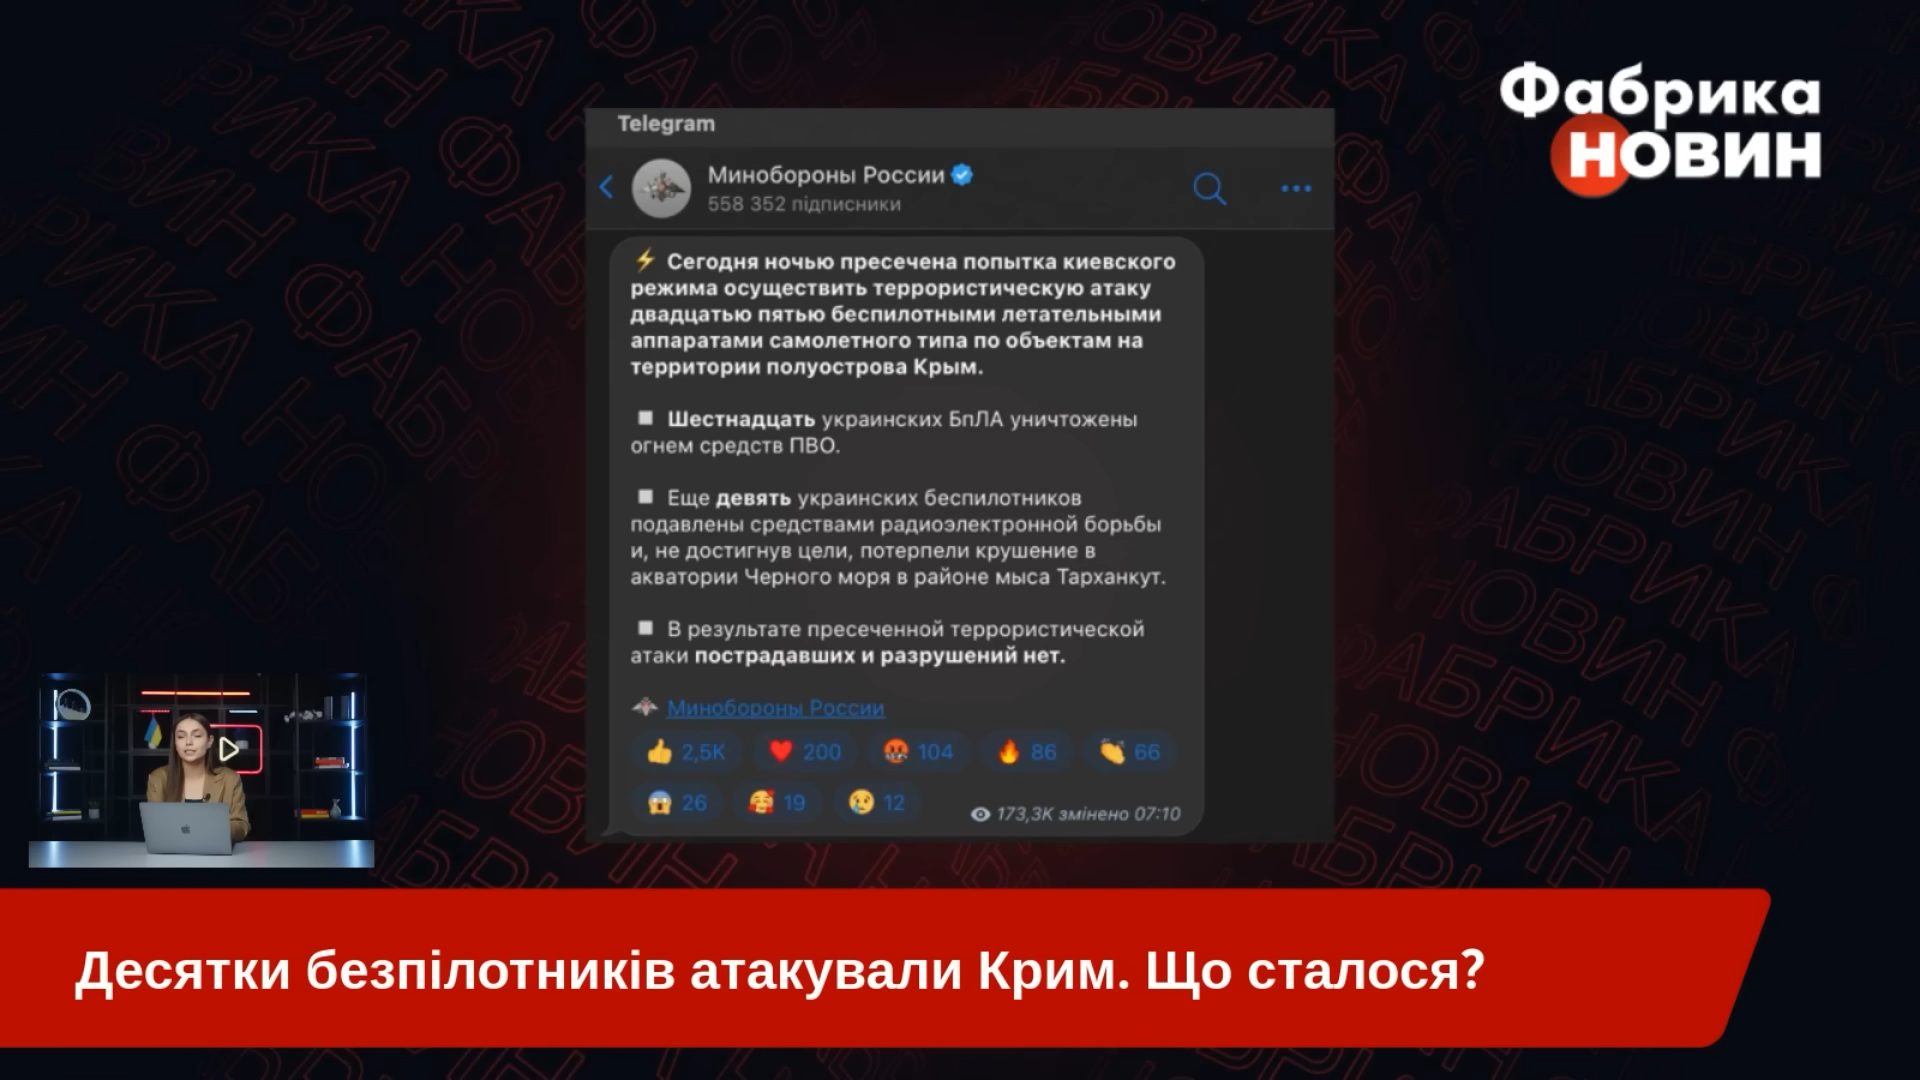 Фабрика
новин
Telegram
Минобороны России
558 352 підписники
⚡ Сегодня ночью пресечена попытка киевского
режима осуществить террористическую атаку
двадцатью пятью беспилотными летательными
аппаратами самолетного типа по объектам на
территории полуострова Крым.
◽ Шестнадцать украинских БпЛА уничтожены
огнем средств ПВО.
◽ Еще девять украинских беспилотников
подавлены средствами радиоэлектронной борьбы
и, не достигнув цели, потерпели крушение в
акватории Черного моря в районе мыса Тарханкут.
◽ В результате пресеченной террористической
атаки пострадавших и разрушений нет.
Минобороны России
👍 2,5K ❤️ 200 🤬 104 🔥 86 👏 66
😱 26 🥰 19 😢 12
173,3K змінено 07:10
Десятки безпілотників атакували Крим. Що сталося?